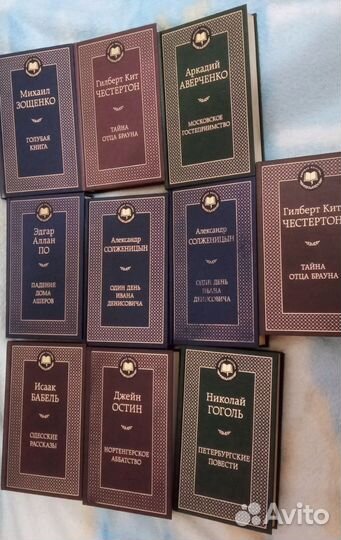 Михаил
ЗОЩЕНКО
ГОЛУБАЯ
КНИГА
Гилберт Кит
ЧЕСТЕРТОН
ТАЙНА
ОТЦА БРАУНА
Аркадий
АВЕРЧЕНКО
МОСКОВСКОЕ
ГОСТЕПРИИМСТВО
Эдгар
Аллан
ПО
ПАДЕНИЕ
ДОМА
АШЕРОВ
Александр
СОЛЖЕНИЦЫН
ОДИН ДЕНЬ
ИВАНА
ДЕНИСОВИЧА
Александр
СОЛЖЕНИЦЫН
ОДИН ДЕНЬ
ИВАНА
ДЕНИСОВИЧА
Гилберт Кит
ЧЕСТЕРТОН
ТАЙНА
ОТЦА БРАУНА
Исаак
БАБЕЛЬ
ОДЕССКИЕ
РАССКАЗЫ
Джейн
ОСТИН
НОРТЕНГЕРСКОЕ
АББАТСТВО
Николай
ГОГОЛЬ
ПЕТЕРБУРГСКИЕ
ПОВЕСТИ
Avito